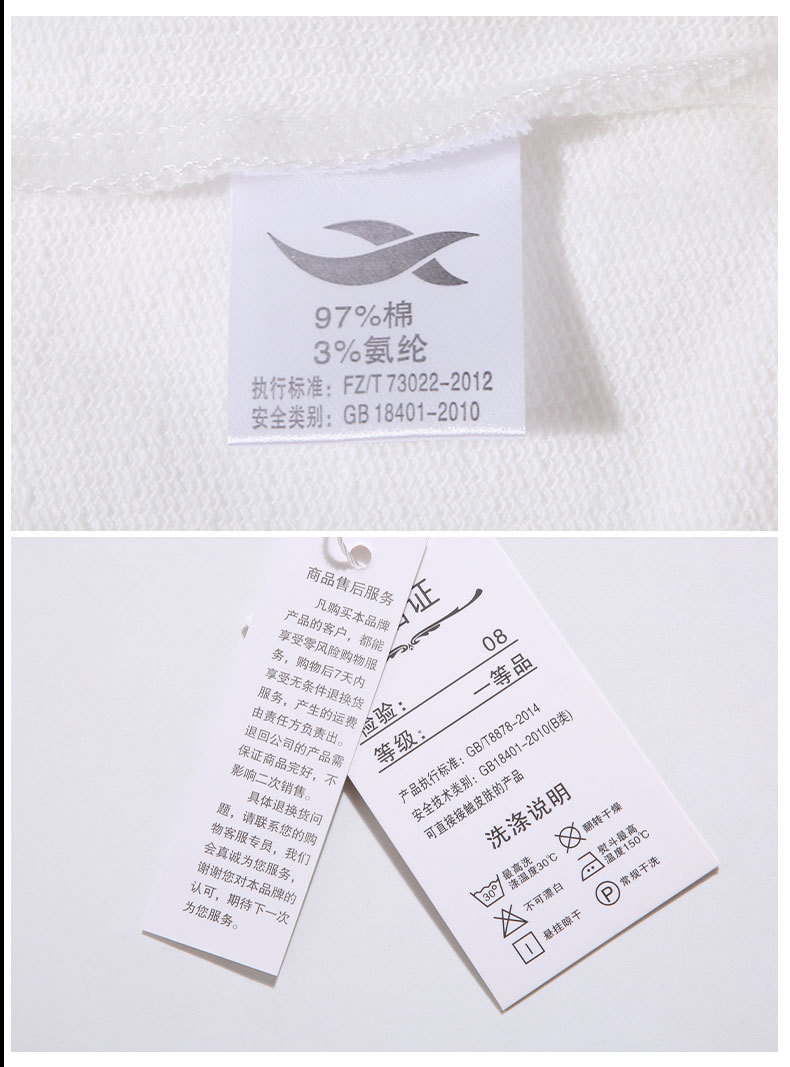 97%棉
3%氨纶
执行标准：FZ/T 73022-2012
安全类别：GB 18401-2010
商品售后服务
凡购买本品牌
产品的客户，都能
享受零风险购物服
务，购物后7天内
享受无条件退换货
服务，产生的运费
由责任方负责出。
退回公司的产品需
保证商品完好，不
影响二次销售。
具体退换货问
题，请联系您的购
物客服专员，我们
会真诚为您服务，
谢谢您对本品牌的
认可，期待下一次
为您服务。
证
检验：08
等级：一等品
产品执行标准：GB/T8878-2014
安全技术类别：GB18401-2010(B类)
可直接接触皮肤的产品
洗涤说明
30° 最高洗
涤温度30℃
翻转干燥
不可漂白
熨斗最高
温度150℃
悬挂晾干
P 常规干洗